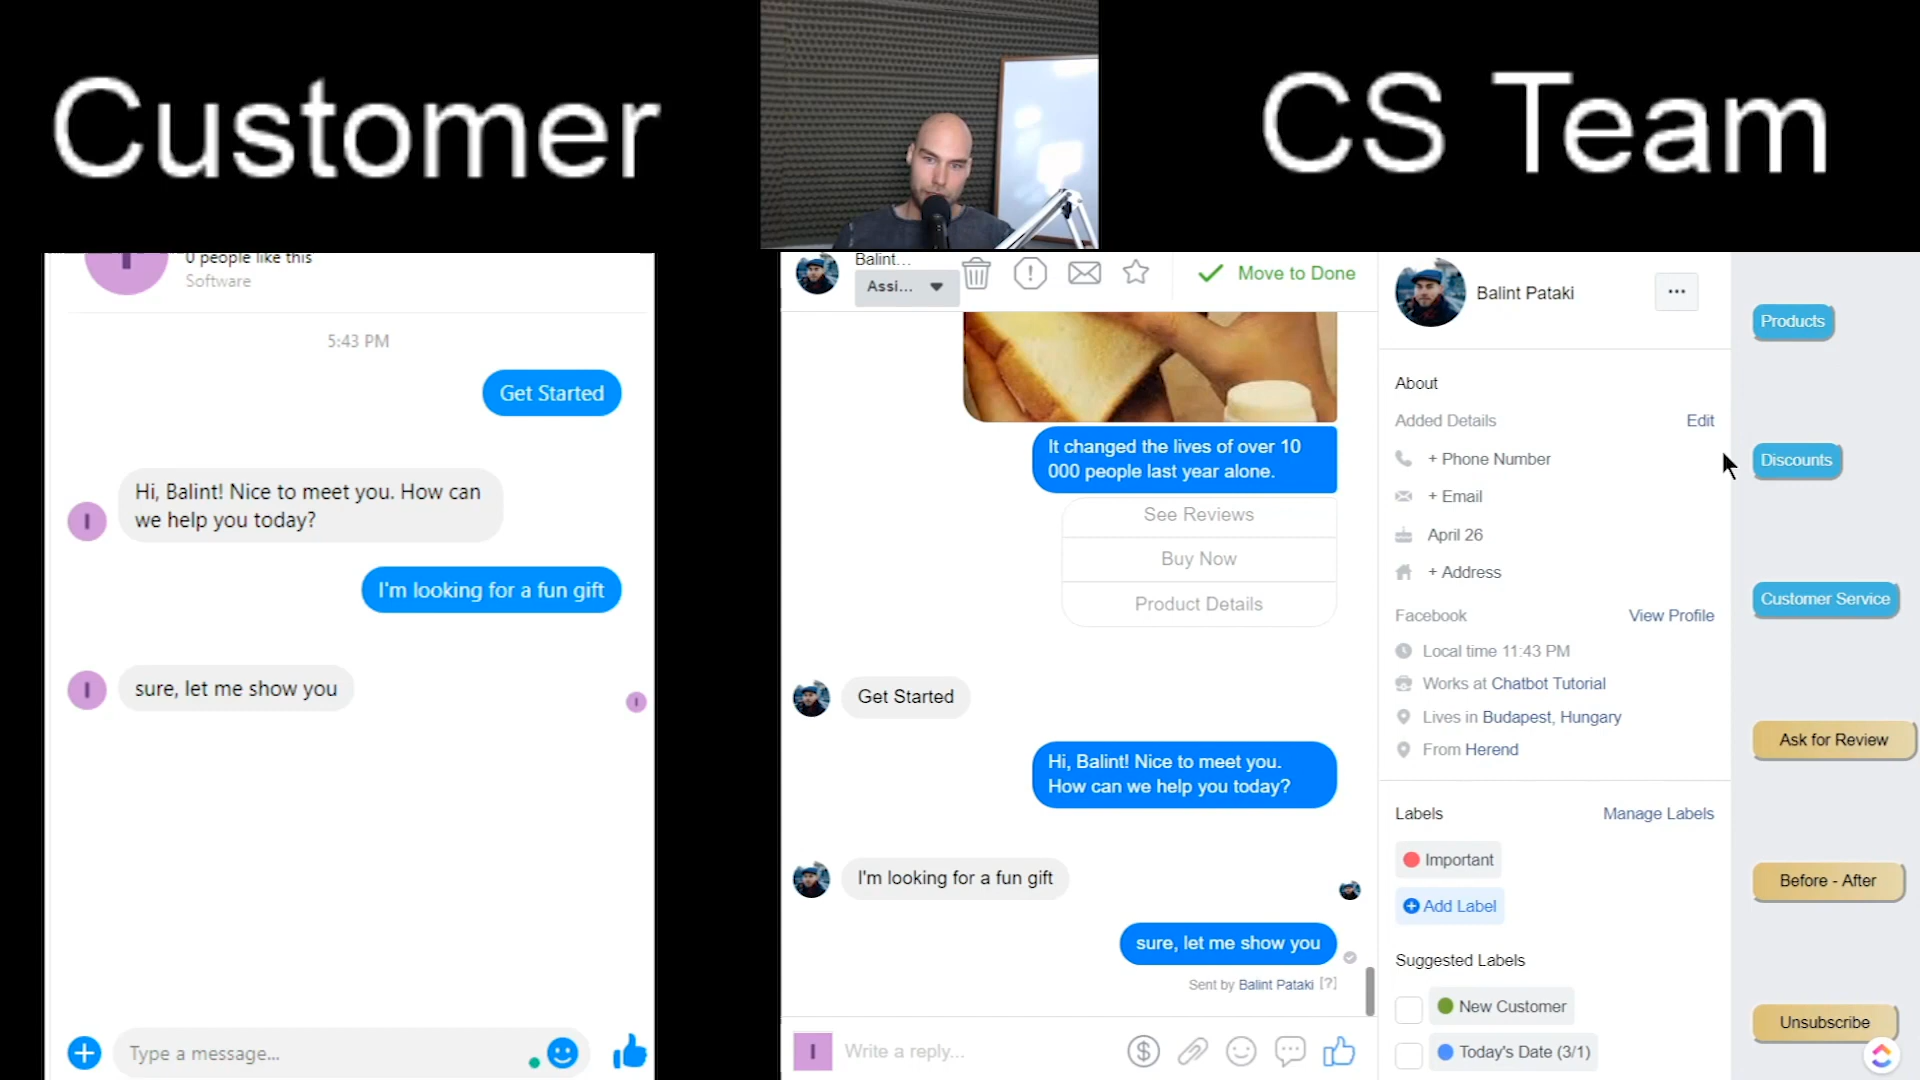 Customer
CS Team
I
0 people like this
Software
5:43 PM
Get Started
Hi, Balint! Nice to meet you. How can
we help you today?
I
I'm looking for a fun gift
I
sure, let me show you
I
Type a message...
Balint...
Assi...
Move to Done
It changed the lives of over 10
000 people last year alone.
See Reviews
Buy Now
Product Details
Get Started
Hi, Balint! Nice to meet you.
How can we help you today?
I'm looking for a fun gift
sure, let me show you
Sent by Balint Pataki [?]
I
Write a reply...
Balint Pataki
...
About
Added Details
Edit
+ Phone Number
+ Email
April 26
+ Address
Facebook
View Profile
Local time 11:43 PM
Works at Chatbot Tutorial
Lives in Budapest, Hungary
From Herend
Labels
Manage Labels
Important
Add Label
Suggested Labels
New Customer
Today's Date (3/1)
Products
Discounts
Customer Service
Ask for Review
Before - After
Unsubscribe